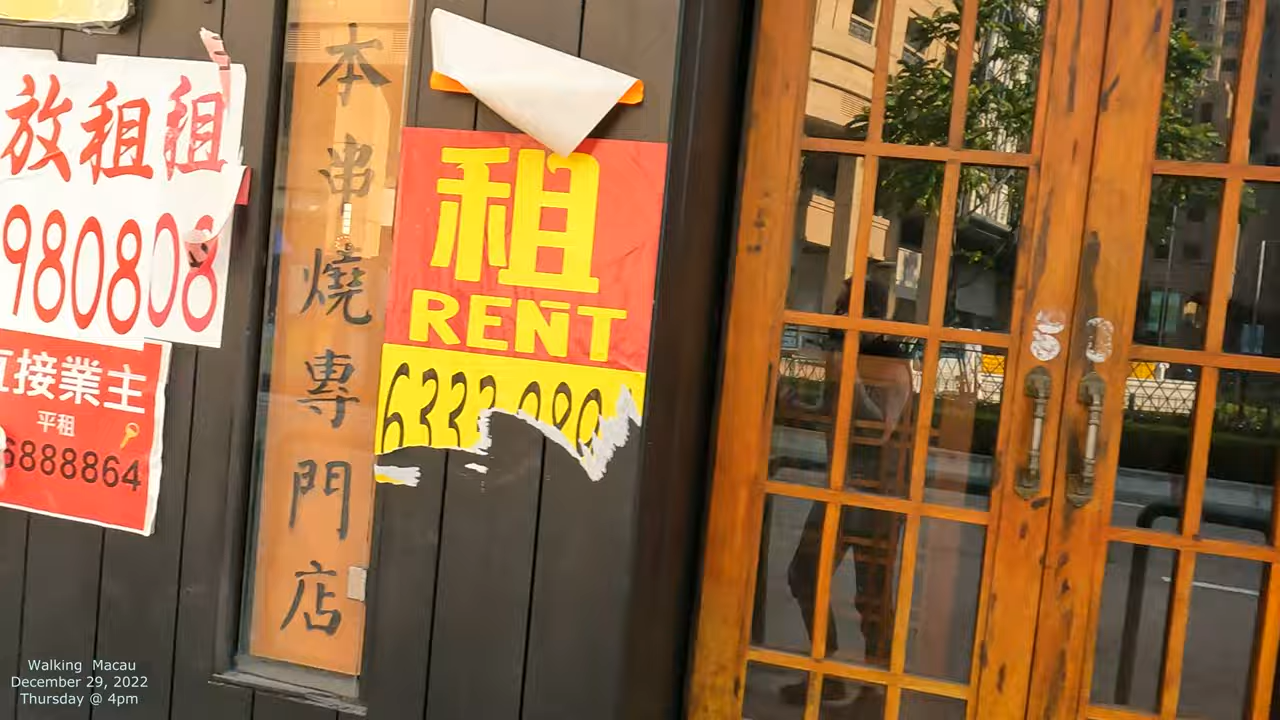 放租租
980808
直接業主
平租
6888864
本串燒專門店
租
RENT
Walking Macau
December 29, 2022
Thursday @ 4pm